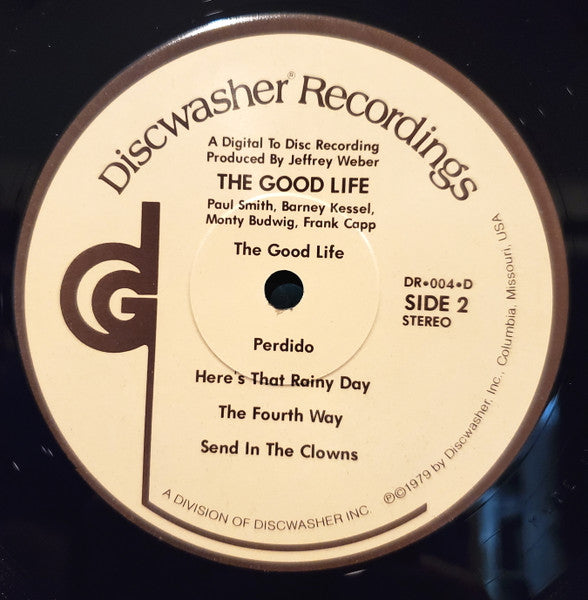 Discwasher® Recordings
A Digital To Disc Recording
Produced By Jeffrey Weber
THE GOOD LIFE
Paul Smith, Barney Kessel,
Monty Budwig, Frank Capp
The Good Life
DR•004•D
SIDE 2
STEREO
Perdido
Here's That Rainy Day
The Fourth Way
Send In The Clowns
A DIVISION OF DISCWASHER INC.
℗©1979 by Discwasher, Inc., Columbia, Missouri, USA